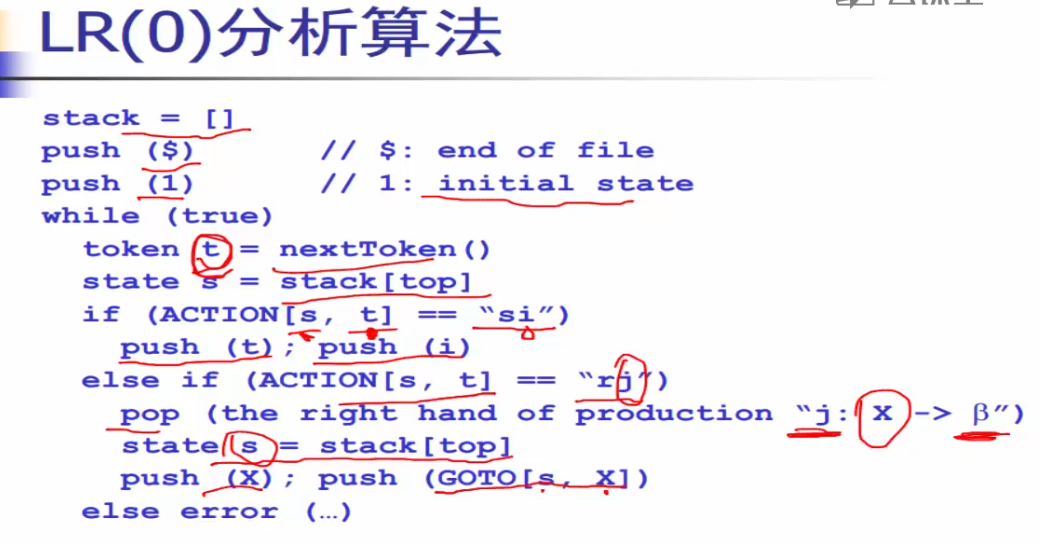 LR(0)分析算法
stack = []
push ($) // $: end of file
push (1) // 1: initial state
while (true)
token t = nextToken()
state s = stack[top]
if (ACTION[s, t] == “si”)
push (t); push (i)
else if (ACTION[s, t] == “rj”)
pop (the right hand of production “j: X -> β”)
state s = stack[top]
push (X); push (GOTO[s, X])
else error (…)